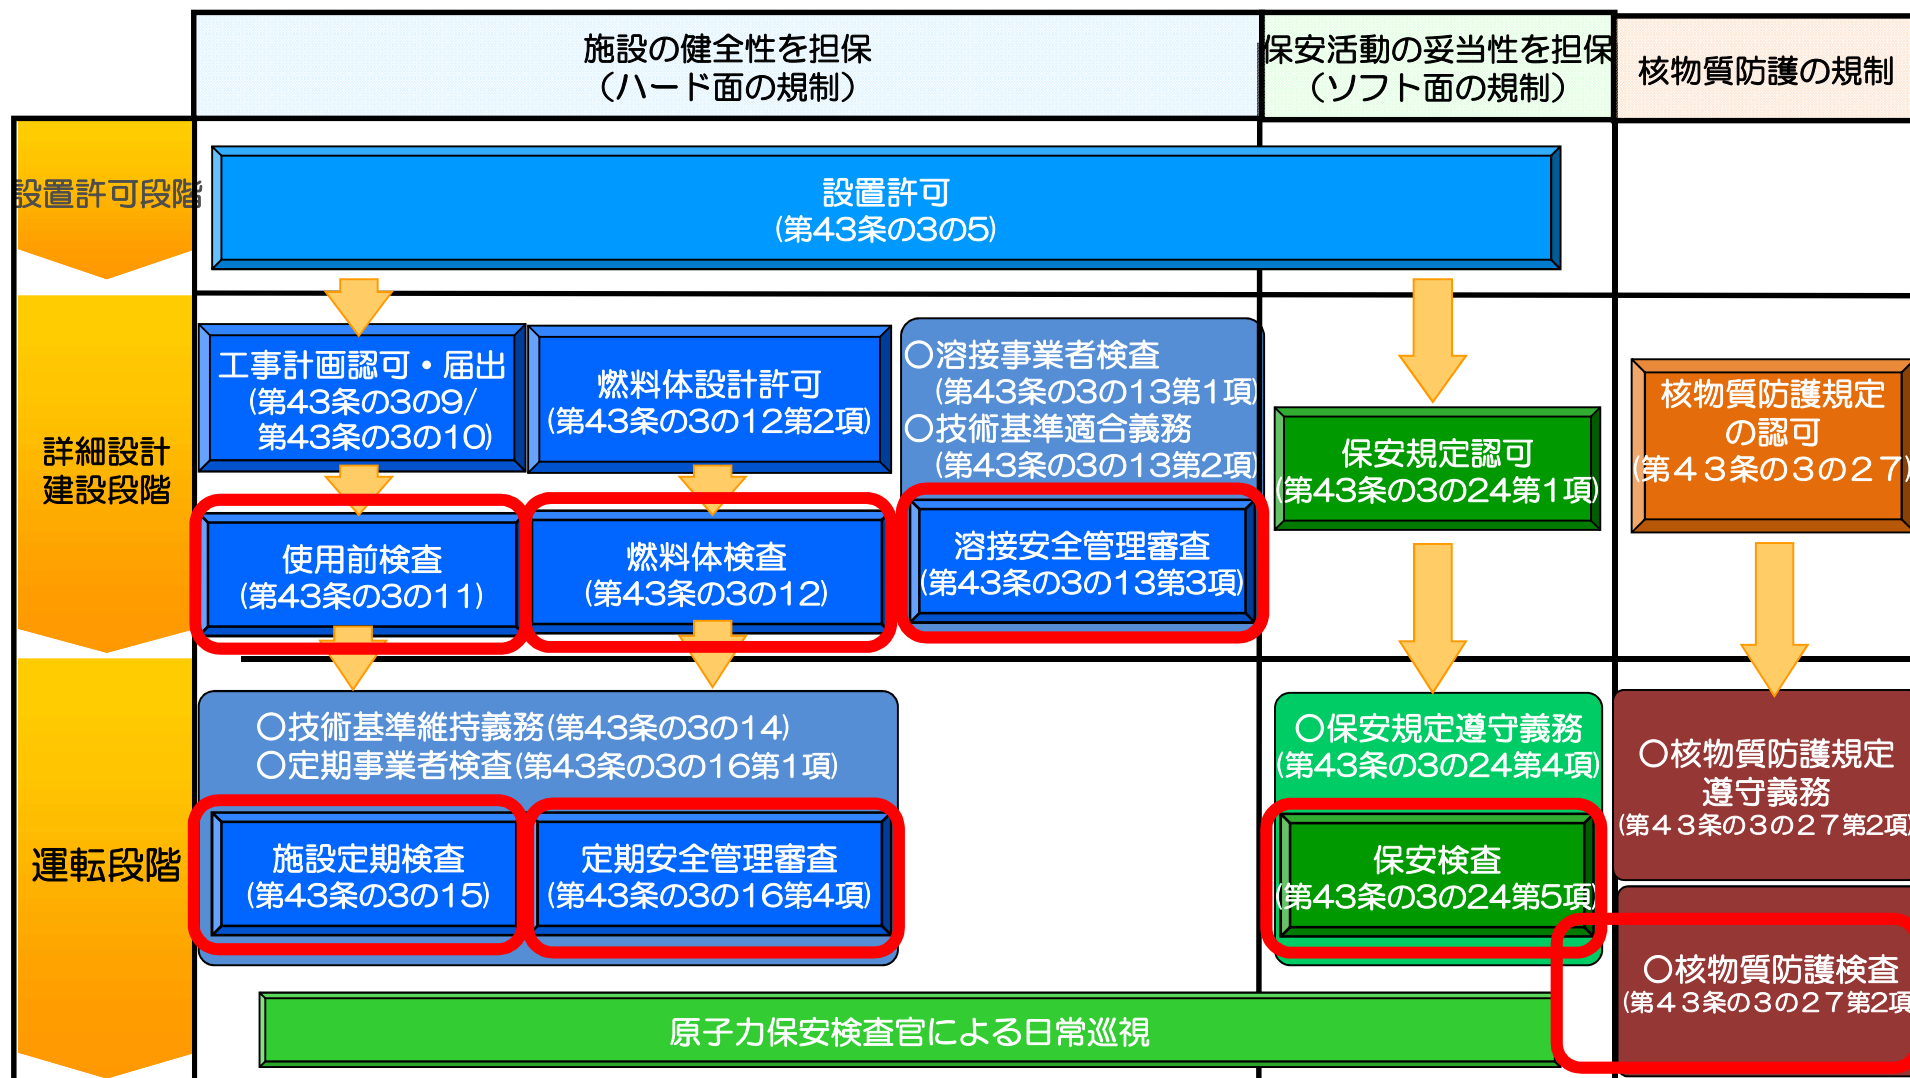 施設の健全性を担保
（ハード面の規制）
保安活動の妥当性を担保
（ソフト面の規制）
核物質防護の規制
設置許可段階
設置許可
(第43条の3の5)
詳細設計
建設段階
工事計画認可・届出
(第43条の3の9/
第43条の3の10)
燃料体設計許可
(第43条の3の12第2項)
〇溶接事業者検査
(第43条の3の13第1項)
〇技術基準適合義務
(第43条の3の13第2項)
保安規定認可
(第43条の3の24第1項)
核物質防護規定
の認可
(第４３条の３の２７)
使用前検査
(第43条の3の11)
燃料体検査
(第43条の3の12)
溶接安全管理審査
(第43条の3の13第3項)
運転段階
〇技術基準維持義務(第43条の3の14)
〇定期事業者検査(第43条の3の16第1項)
施設定期検査
(第43条の3の15)
定期安全管理審査
(第43条の3の16第4項)
〇保安規定遵守義務
(第43条の3の24第4項)
保安検査
(第43条の3の24第5項)
〇核物質防護規定
遵守義務
(第４３条の３の２７第2項)
〇核物質防護検査
(第４３条の３の２７第2項
原子力保安検査官による日常巡視